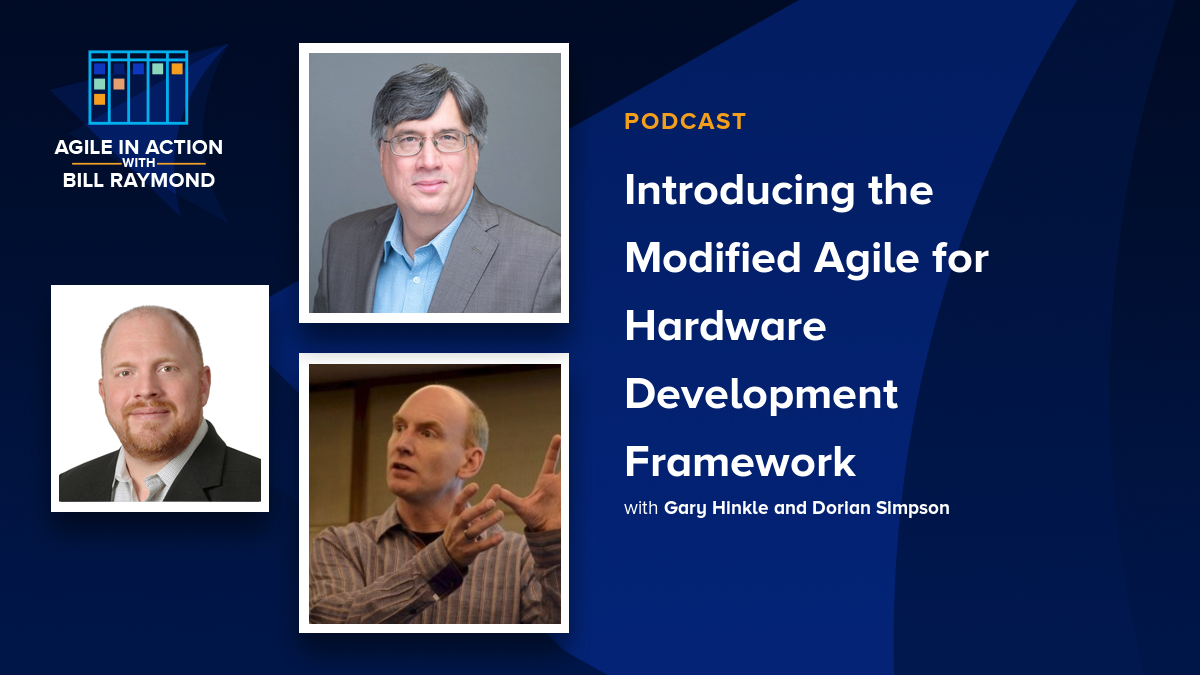 AGILE IN ACTION
WITH
BILL RAYMOND
PODCAST
Introducing the
Modified Agile for
Hardware
Development
Framework
with Gary Hinkle and Dorian Simpson